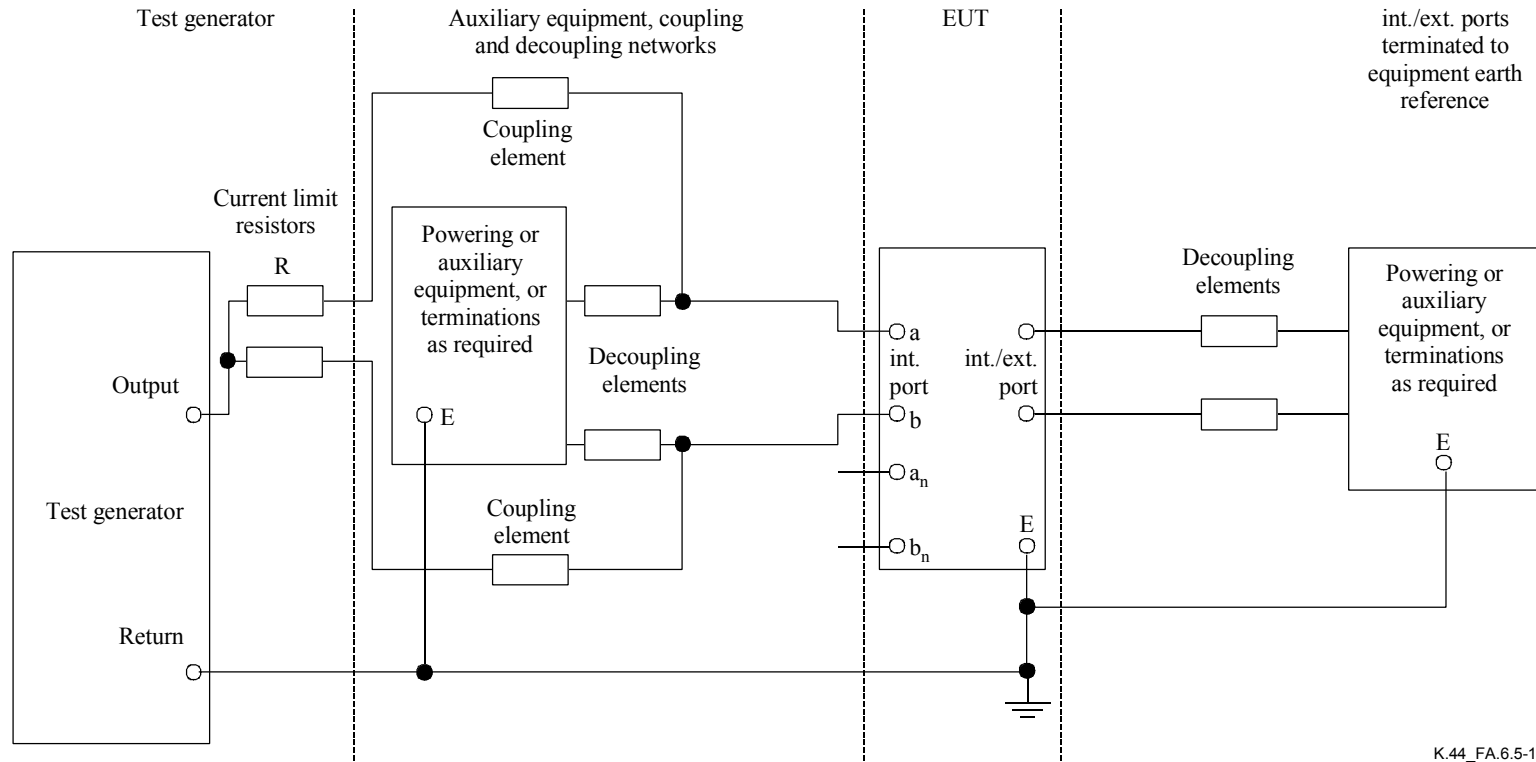 Test generator
Auxiliary equipment, coupling
and decoupling networks
EUT
int./ext. ports
terminated to
equipment earth
reference
Coupling
element
Current limit
resistors
R
Powering or
auxiliary
equipment, or
terminations
as required
E
Decoupling
elements
Output
Test generator
Return
Coupling
element
a
int.
port
b
aₙ
bₙ
int./ext.
port
E
Decoupling
elements
Powering or
auxiliary
equipment, or
terminations
as required
E
K.44_FA.6.5-1